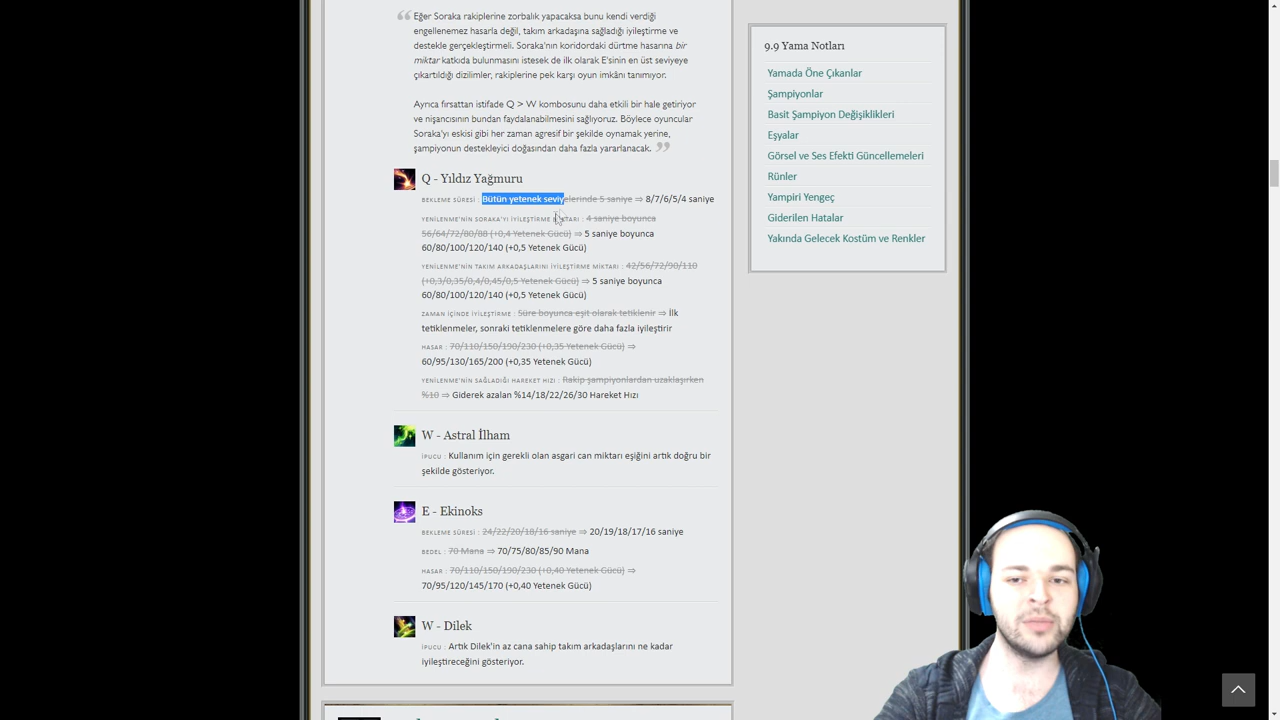 Eğer Soraka rakiplerine zorbalık yapacaksa bunu kendi verdiği
engellenemez hasarla değil, takım arkadaşına sağladığı iyileştirme ve
destekle gerçekleştirmeli. Soraka'nın koridordaki dürtme hasarına bir
miktar katkıda bulunmasını istesek de ilk olarak E'sinin en üst seviyeye
çıkartıldığı dizilimler, rakiplerine pek karşı oyun imkânı tanımıyor.
Ayrıca fırsattan istifade Q > W kombosunu daha etkili bir hale getiriyor
ve nişancısının bundan faydalanabilmesini sağlıyoruz. Böylece oyuncular
Soraka'yı eskisi gibi her zaman agresif bir şekilde oynamak yerine,
şampiyonun destekleyici doğasından daha fazla yararlanacak.
Q - Yıldız Yağmuru
BEKLEME SÜRESİ : Bütün yetenek seviyelerinde 5 saniye ⇒ 8/7/6/5/4 saniye
YENİLENME'NİN SORAKA'YI İYİLEŞTİRME MİKTARI : 4 saniye boyunca
56/64/72/80/88 (+0,4 Yetenek Gücü) ⇒ 5 saniye boyunca
60/80/100/120/140 (+0,5 Yetenek Gücü)
YENİLENME'NİN TAKIM ARKADAŞLARINI İYİLEŞTİRME MİKTARI : 42/56/72/90/110
(+0,3/0,35/0,4/0,45/0,5 Yetenek Gücü) ⇒ 5 saniye boyunca
60/80/100/120/140 (+0,5 Yetenek Gücü)
ZAMAN İÇİNDE İYİLEŞTİRME : Süre boyunca eşit olarak tetiklenir ⇒ İlk
tetiklenmeler, sonraki tetiklenmelere göre daha fazla iyileştirir
HASAR : 70/110/150/190/230 (+0,35 Yetenek Gücü) ⇒
60/95/130/165/200 (+0,35 Yetenek Gücü)
YENİLENME'NİN SAĞLADIĞI HAREKET HIZI : Rakip şampiyonlardan uzaklaşırken
%10 ⇒ Giderek azalan %14/18/22/26/30 Hareket Hızı
W - Astral İlham
İPUCU : Kullanım için gerekli olan asgari can miktarı eşiğini artık doğru bir
şekilde gösteriyor.
E - Ekinoks
BEKLEME SÜRESİ : 24/22/20/18/16 saniye ⇒ 20/19/18/17/16 saniye
BEDEL : 70 Mana ⇒ 70/75/80/85/90 Mana
HASAR : 70/110/150/190/230 (+0,40 Yetenek Gücü) ⇒
70/95/120/145/170 (+0,40 Yetenek Gücü)
W - Dilek
İPUCU : Artık Dilek'in az cana sahip takım arkadaşlarını ne kadar
iyileştireceğini gösteriyor.
9.9 Yama Notları
Yamada Öne Çıkanlar
Şampiyonlar
Basit Şampiyon Değişiklikleri
Eşyalar
Görsel ve Ses Efekti Güncellemeleri
Rünler
Yampiri Yengeç
Giderilen Hatalar
Yakında Gelecek Kostüm ve Renkler